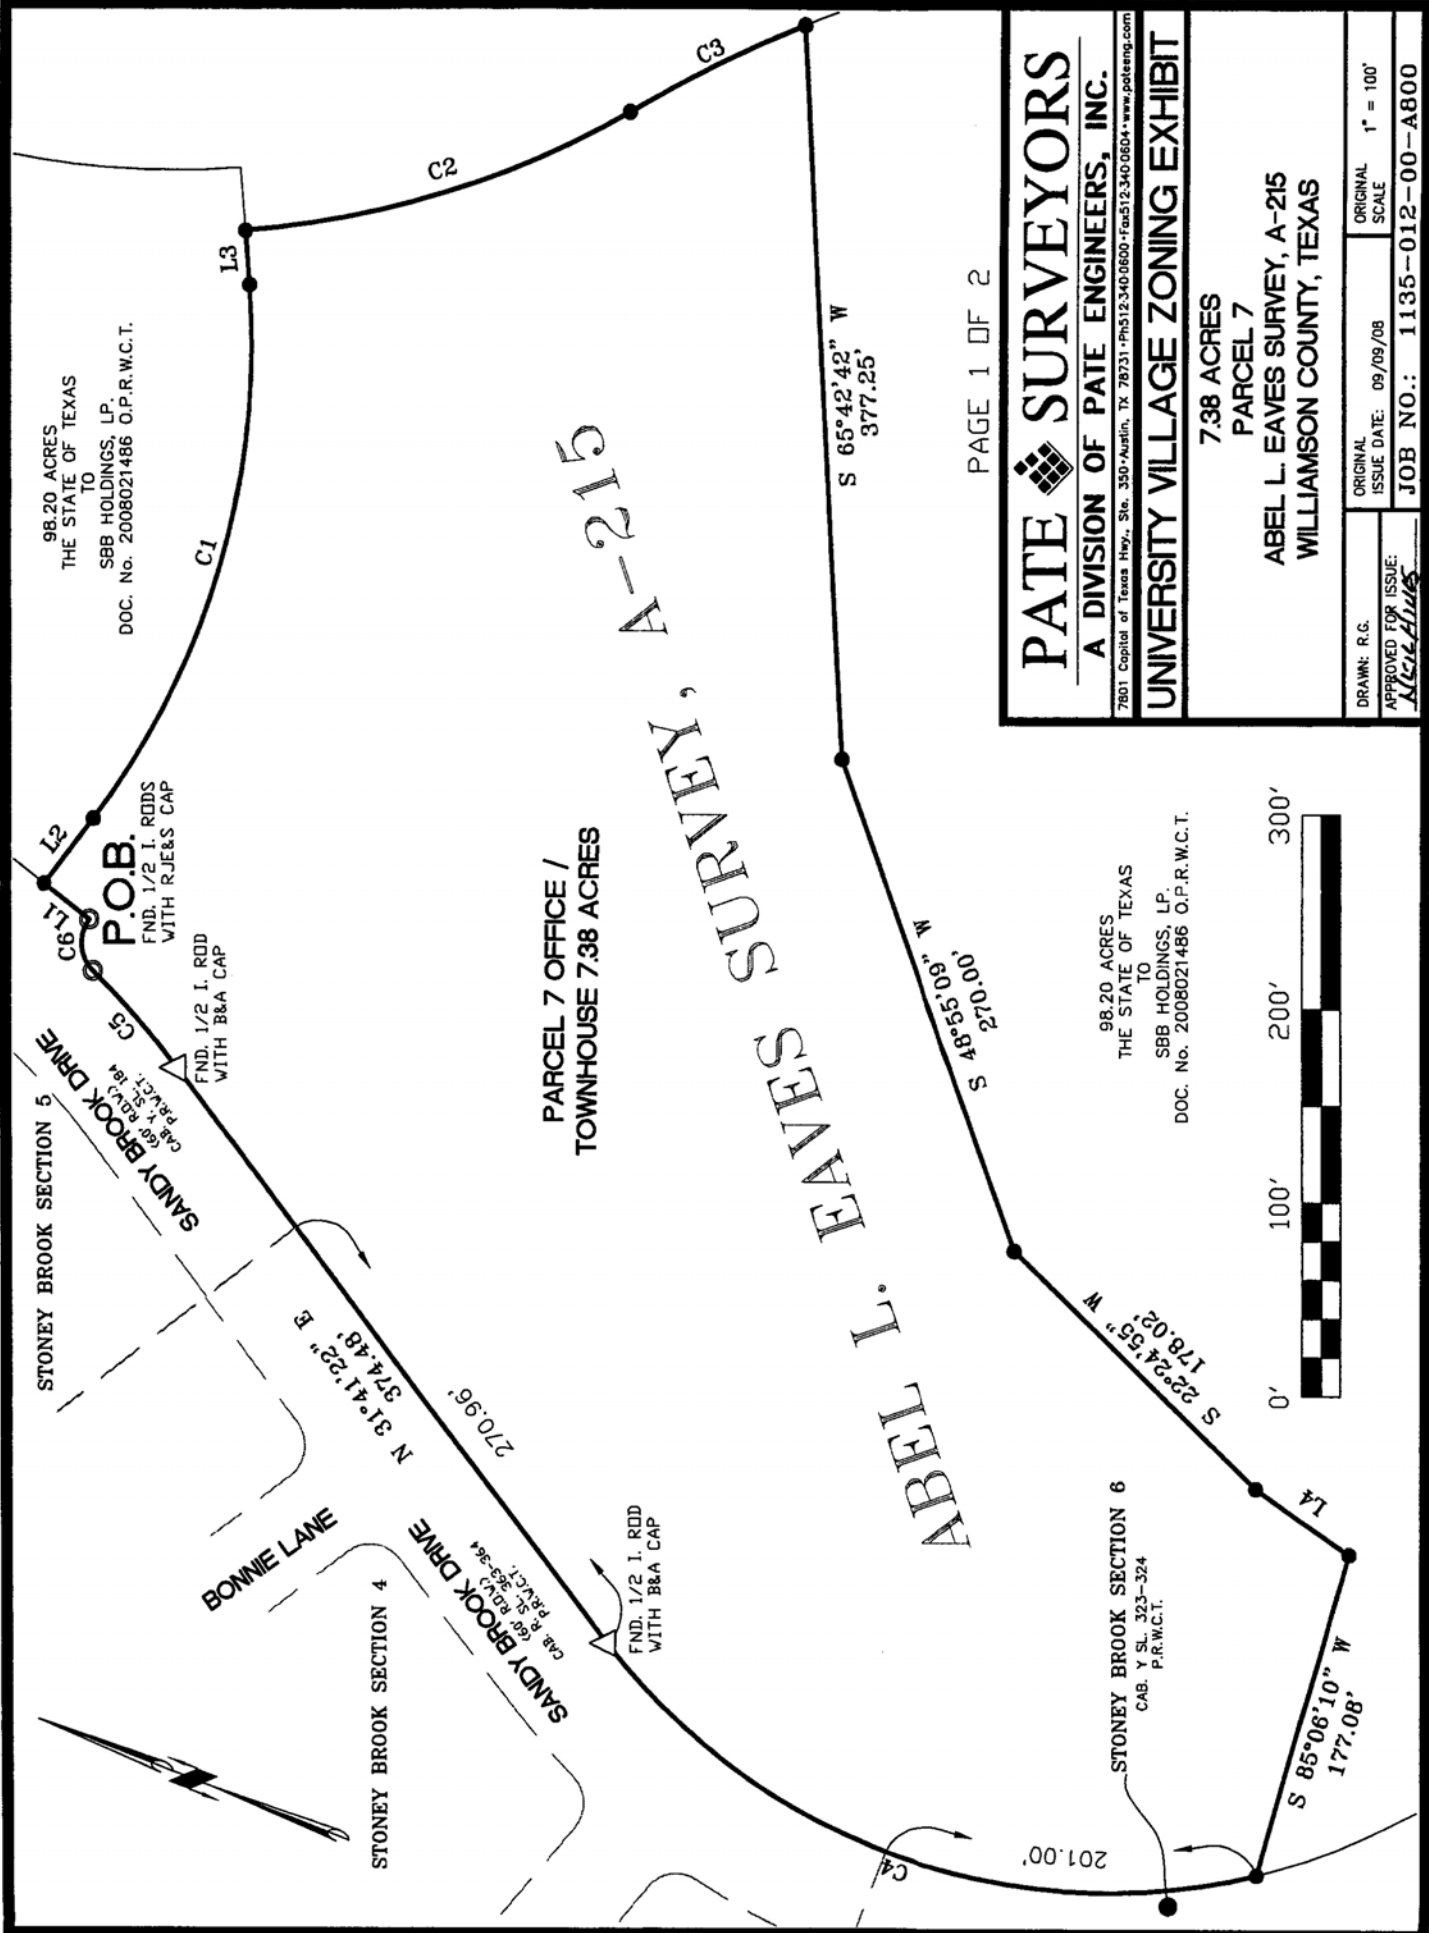 98.20 ACRES
THE STATE OF TEXAS
TO
SBB HOLDINGS, LP.
DOC. No. 2008021486 O.P.R.W.C.T.
L1
L2
C1
L3
C2
C3
C6
C5
P.O.B.
FND. 1/2 I. RODS
WITH RJE&S CAP
FND. 1/2 I. ROD
WITH B&A CAP
STONEY BROOK SECTION 5
SANDY BROOK DRIVE
(60' R.O.W.)
CAB. Y, SL. 184
P.R.W.C.T.
N 31°41'22" E
374.48'
270.96'
BONNIE LANE
STONEY BROOK SECTION 4
SANDY BROOK DRIVE
(60' R.O.W.)
CAB. R, SL. 363-364
P.R.W.C.T.
FND. 1/2 I. ROD
WITH B&A CAP
PARCEL 7 OFFICE /
TOWNHOUSE 7.38 ACRES
ABEL L. EAVES SURVEY, A-215
S 65°42'42" W
377.25'
S 48°55'09" W
270.00'
S 22°24'55" W
178.02'
L4
S 85°06'10" W
177.08'
C4
201.00'
STONEY BROOK SECTION 6
CAB. Y SL. 323-324
P.R.W.C.T.
98.20 ACRES
THE STATE OF TEXAS
TO
SBB HOLDINGS, LP.
DOC. No. 2008021486 O.P.R.W.C.T.
0' 100' 200' 300'
PAGE 1 OF 2
PATE SURVEYORS
A DIVISION OF PATE ENGINEERS, INC.
7801 Capital of Texas Hwy., Ste. 350•Austin, TX 78731•Ph512-340-0600•Fax512-340-0604•www.pateeng.com
UNIVERSITY VILLAGE ZONING EXHIBIT
7.38 ACRES
PARCEL 7
ABEL L. EAVES SURVEY, A-215
WILLIAMSON COUNTY, TEXAS
DRAWN: R.G.
ORIGINAL
ISSUE DATE: 09/09/08
ORIGINAL
SCALE 1" = 100'
APPROVED FOR ISSUE:
JOB NO.: 1135-012-00-A800